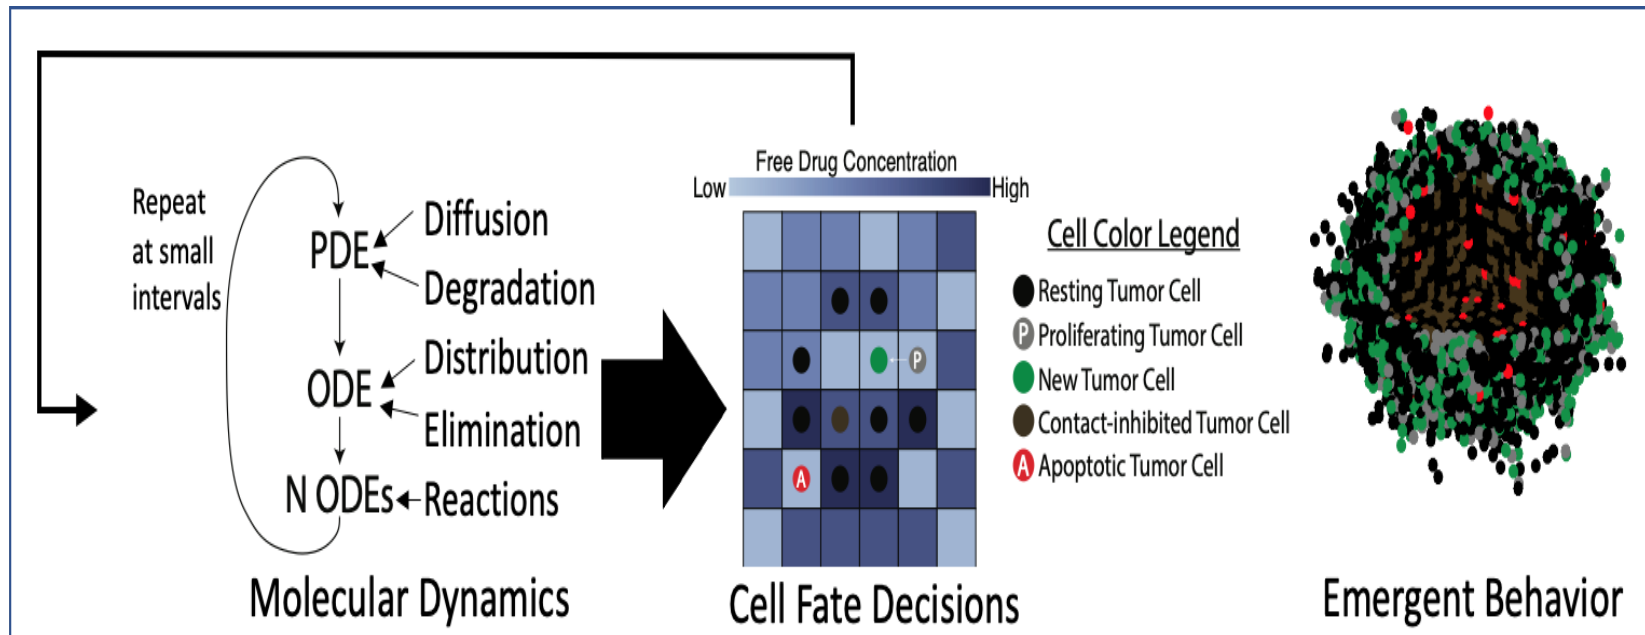 Repeat
at small
intervals
PDE
Diffusion
Degradation
ODE
Distribution
Elimination
N ODEs
Reactions
Molecular Dynamics
Free Drug Concentration
Low
High
P
A
Cell Fate Decisions
Cell Color Legend
Resting Tumor Cell
P Proliferating Tumor Cell
New Tumor Cell
Contact-inhibited Tumor Cell
A Apoptotic Tumor Cell
Emergent Behavior